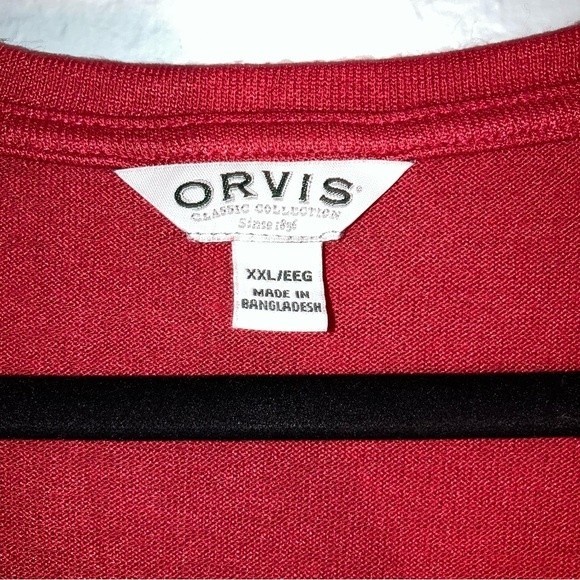 ORVIS
CLASSIC COLLECTION
Since 1856
XXL/EEG
MADE IN
BANGLADESH